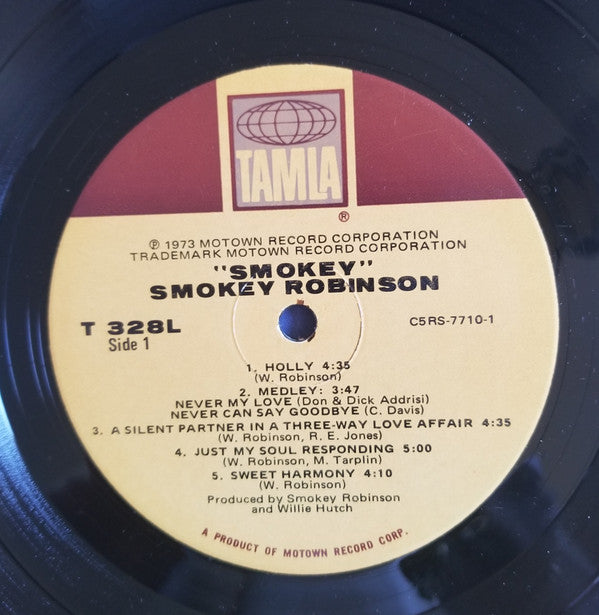 TAMLA
®
℗ 1973 MOTOWN RECORD CORPORATION
TRADEMARK MOTOWN RECORD CORPORATION
"SMOKEY"
SMOKEY ROBINSON
T 328L
Side 1
C5RS-7710-1
1. HOLLY 4:35
(W. Robinson)
2. MEDLEY: 3:47
NEVER MY LOVE (Don & Dick Addrisi)
NEVER CAN SAY GOODBYE (C. Davis)
3. A SILENT PARTNER IN A THREE-WAY LOVE AFFAIR 4:35
(W. Robinson, R. E. Jones)
4. JUST MY SOUL RESPONDING 5:00
(W. Robinson, M. Tarplin)
5. SWEET HARMONY 4:10
(W. Robinson)
Produced by Smokey Robinson
and Willie Hutch
A PRODUCT OF MOTOWN RECORD CORP.